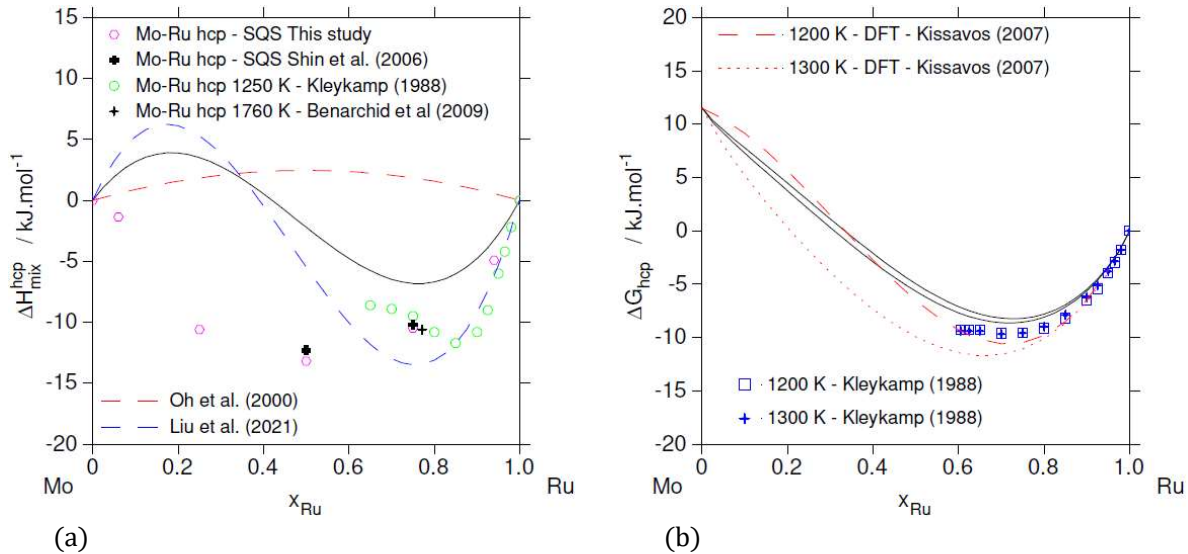 15
10
5
0
-5
-10
-15
-20
ΔH_mix^hcp / kJ.mol⁻¹
Mo-Ru hcp - SQS This study
Mo-Ru hcp - SQS Shin et al. (2006)
Mo-Ru hcp 1250 K - Kleykamp (1988)
Mo-Ru hcp 1760 K - Benarchid et al (2009)
Oh et al. (2000)
Liu et al. (2021)
0 0.2 0.4 0.6 0.8 1.0
Mo Ru
x_Ru
(a)
20
15
10
5
0
-5
-10
-15
-20
ΔG_hcp / kJ.mol⁻¹
1200 K - DFT - Kissavos (2007)
1300 K - DFT - Kissavos (2007)
1200 K - Kleykamp (1988)
1300 K - Kleykamp (1988)
0 0.2 0.4 0.6 0.8 1.0
Mo Ru
x_Ru
(b)